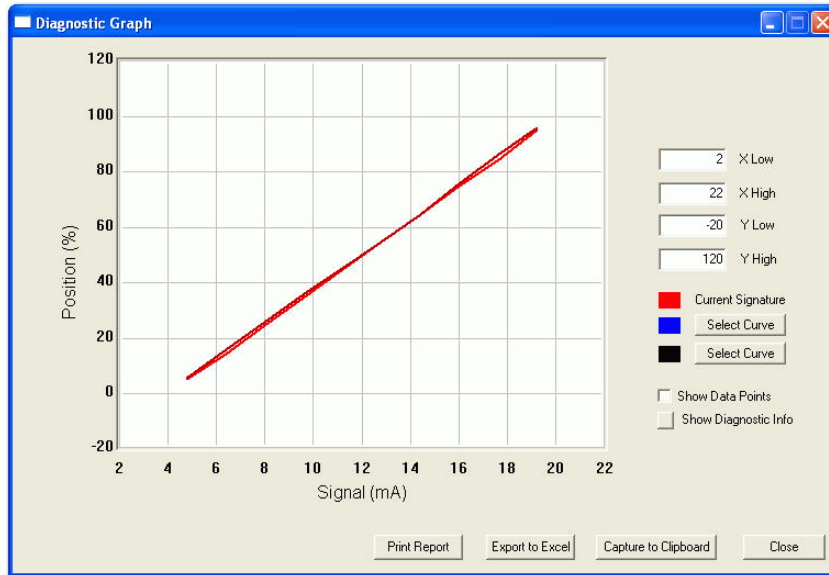 Diagnostic Graph
120
100
80
60
40
20
0
-20
Position (%)
2 4 6 8 10 12 14 16 18 20 22
Signal (mA)
2 X Low
22 X High
-20 Y Low
120 Y High
Current Signature
Select Curve
Select Curve
Show Data Points
Show Diagnostic Info
Print Report Export to Excel Capture to Clipboard Close